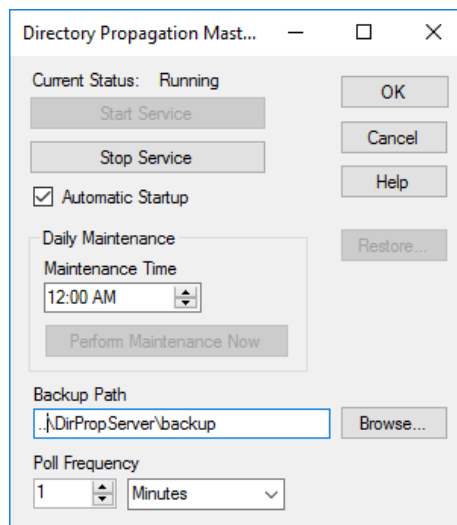 Directory Propagation Mast...
Current Status: Running
OK
Start Service
Cancel
Stop Service
Help
Automatic Startup
Daily Maintenance
Restore...
Maintenance Time
12:00 AM
Perform Maintenance Now
Backup Path
..\DirPropServer\backup
Browse...
Poll Frequency
1 Minutes